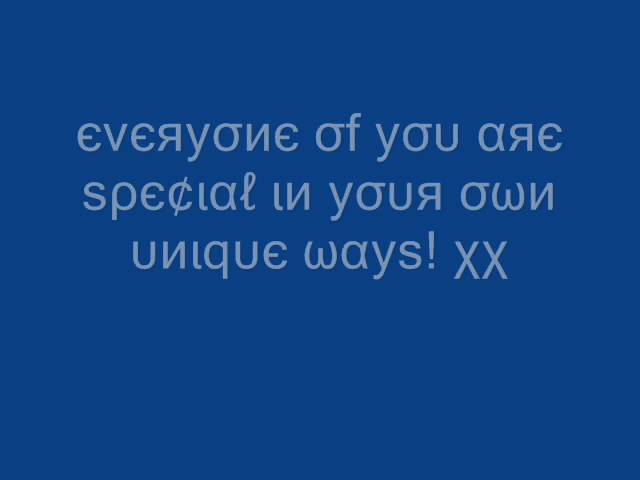 єνєяуσиє σf уσυ αяє
ѕρє¢ιαℓ ιи уσυя σωи
υиιqυє ωαуѕ! χχ